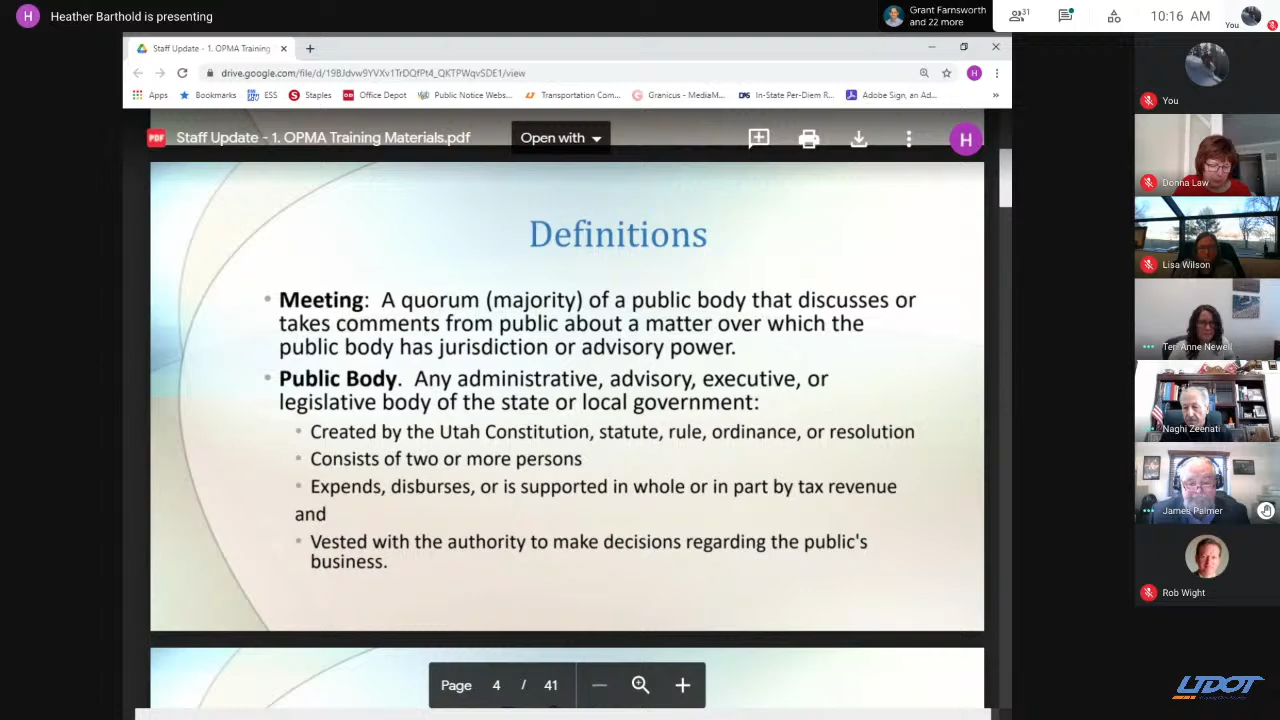 H Heather Barthold is presenting
Grant Farnsworth
and 22 more
31
10:16 AM
You
Staff Update - 1. OPMA Training
drive.google.com/file/d/19BJdvw9YVXv1TrDQfPt4_QKTPWqvSDE1/view
H
Apps
Bookmarks
ESS
Staples
Office Depot
Public Notice Webs...
Transportation Com...
Granicus - MediaM...
In-State Per-Diem R...
Adobe Sign, an Ad...
PDF Staff Update - 1. OPMA Training Materials.pdf
Open with
H
Definitions
Meeting: A quorum (majority) of a public body that discusses or
takes comments from public about a matter over which the
public body has jurisdiction or advisory power.
Public Body. Any administrative, advisory, executive, or
legislative body of the state or local government:
Created by the Utah Constitution, statute, rule, ordinance, or resolution
Consists of two or more persons
Expends, disburses, or is supported in whole or in part by tax revenue
and
Vested with the authority to make decisions regarding the public's
business.
Page 4 / 41
You
Donna Law
Lisa Wilson
Teri Anne Newell
Naghi Zeenati
James Palmer
Rob Wight
UDOT